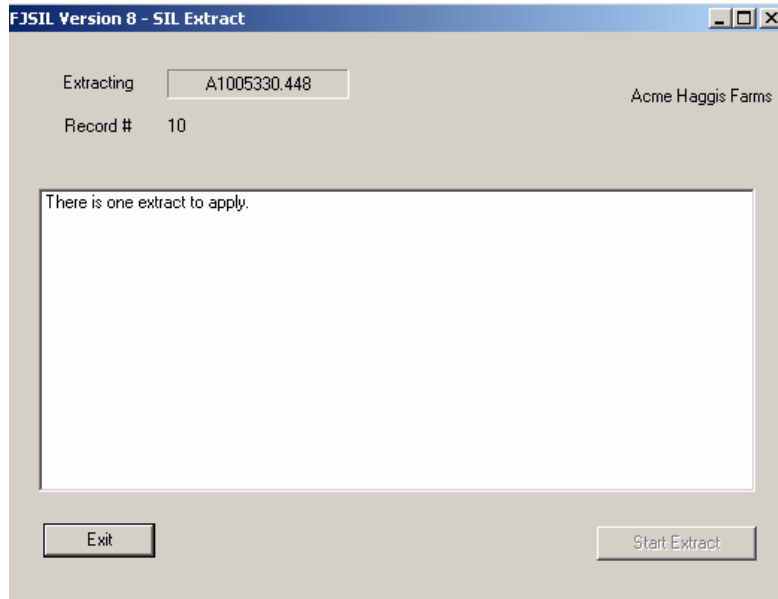 FJSIL Version 8 - SIL Extract
Extracting A1005330.448
Acme Haggis Farms
Record # 10
There is one extract to apply.
Exit Start Extract